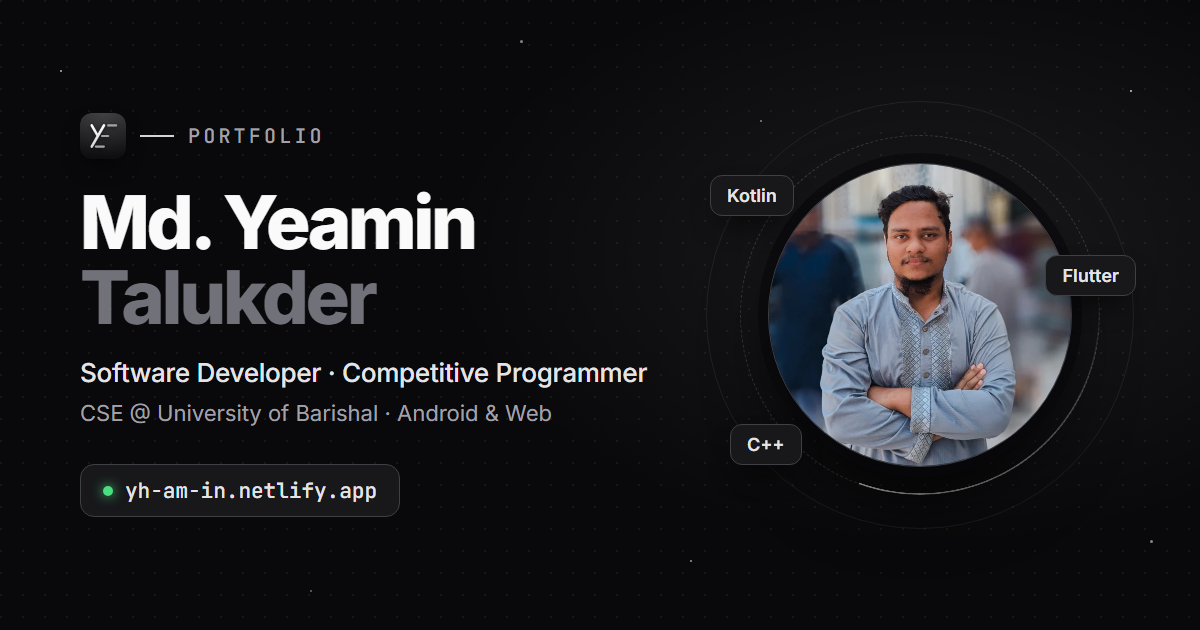 PORTFOLIO
Md. Yeamin
Talukder
Software Developer · Competitive Programmer
CSE @ University of Barishal · Android & Web
yh-am-in.netlify.app
Kotlin
Flutter
C++